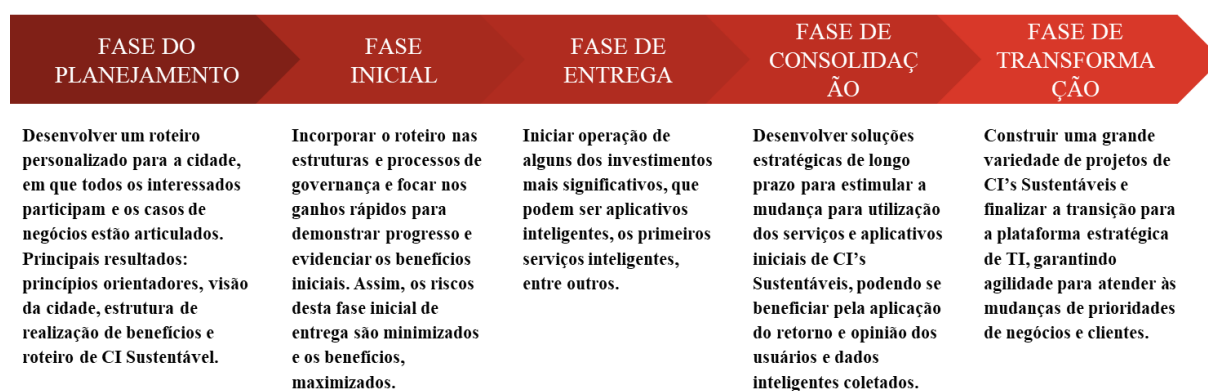 FASE DO
PLANEJAMENTO
FASE
INICIAL
FASE DE
ENTREGA
FASE DE
CONSOLIDAÇ
ÃO
FASE DE
TRANSFORMA
ÇÃO
Desenvolver um roteiro
personalizado para a cidade,
em que todos os interessados
participam e os casos de
negócios estão articulados.
Principais resultados:
princípios orientadores, visão
da cidade, estrutura de
realização de benefícios e
roteiro de CI Sustentável.
Incorporar o roteiro nas
estruturas e processos de
governança e focar nos
ganhos rápidos para
demonstrar progresso e
evidenciar os benefícios
iniciais. Assim, os riscos
desta fase inicial de
entrega são minimizados
e os benefícios,
maximizados.
Iniciar operação de
alguns dos investimentos
mais significativos, que
podem ser aplicativos
inteligentes, os primeiros
serviços inteligentes,
entre outros.
Desenvolver soluções
estratégicas de longo
prazo para estimular a
mudança para utilização
dos serviços e aplicativos
iniciais de CI's
Sustentáveis, podendo se
beneficiar pela aplicação
do retorno e opinião dos
usuários e dados
inteligentes coletados.
Construir uma grande
variedade de projetos de
CI's Sustentáveis e
finalizar a transição para
a plataforma estratégica
de TI, garantindo
agilidade para atender às
mudanças de prioridades
de negócios e clientes.